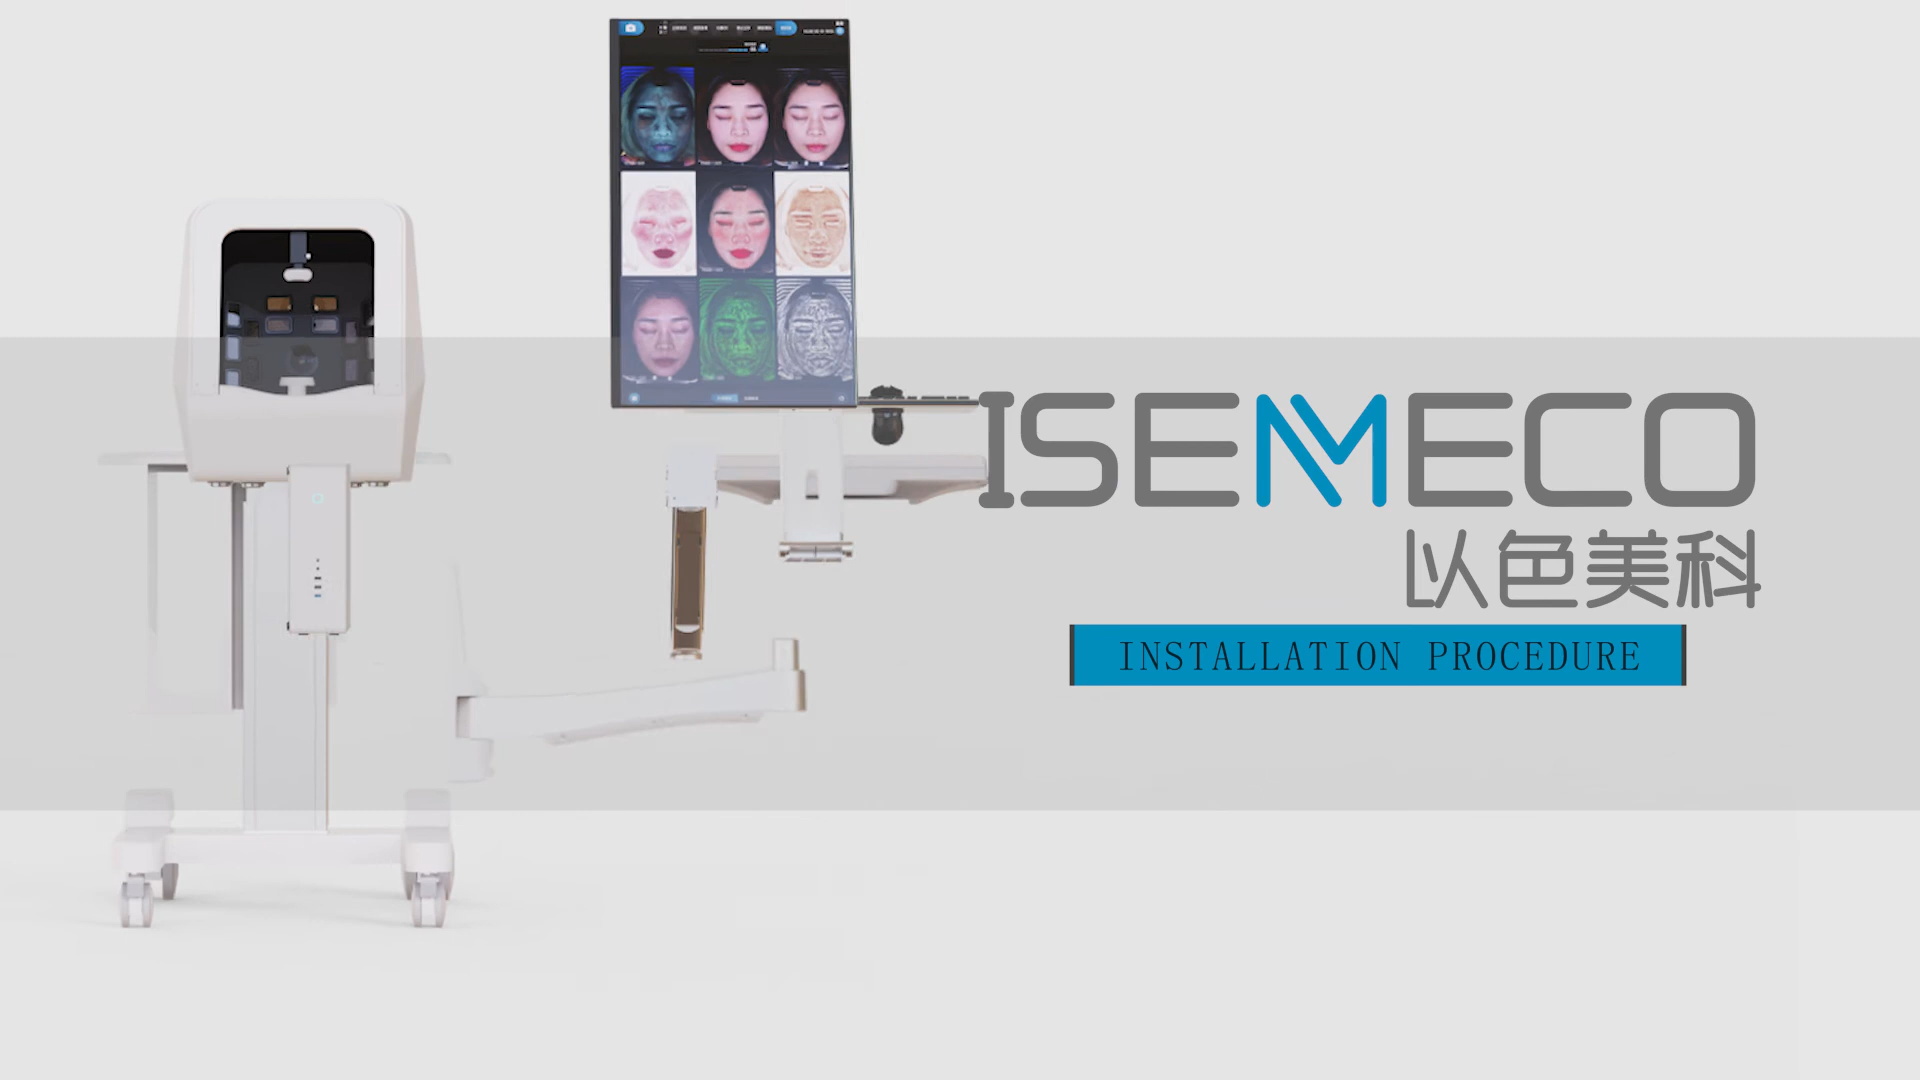 ISEMECO
以色美科
INSTALLATION PROCEDURE